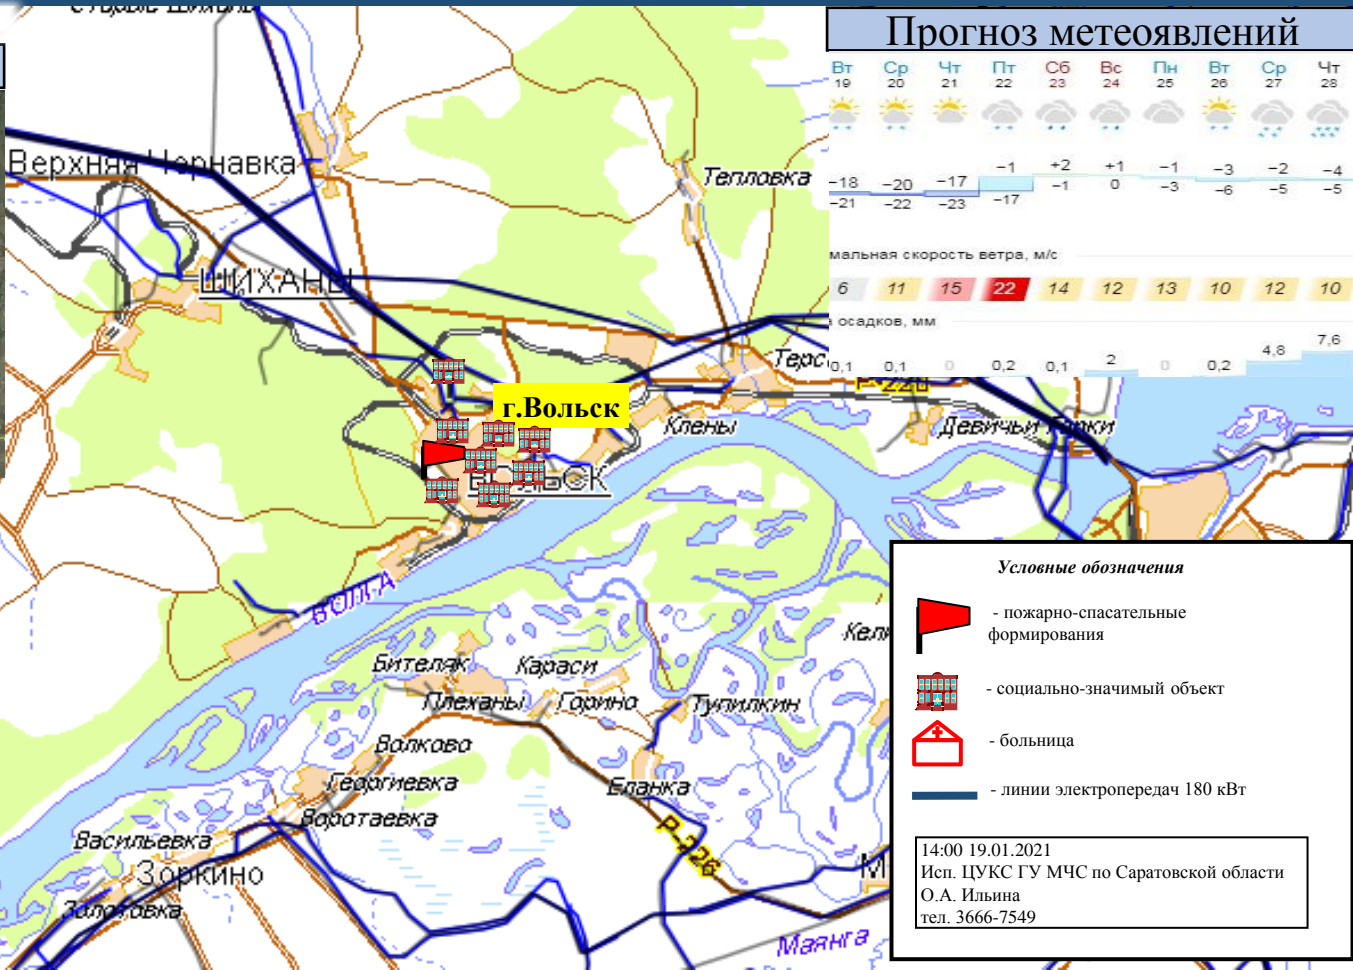 Старые Шиханы
Прогноз метеоявлений
Вт Ср Чт Пт Сб Вс Пн Вт Ср Чт
19 20 21 22 23 24 25 26 27 28
-18 -20 -17 -1 +2 +1 -1 -3 -2 -4
-21 -22 -23 -17 -1 0 -3 -6 -5 -5
мальная скорость ветра, м/с
6 11 15 22 14 12 13 10 12 10
осадков, мм
0,1 0,1 0 0,2 0,1 2 0 0,2 4,8 7,6
Верхняя Чернавка
Тепловка
ШИХАНЫ
Терс
Р-228
г.Вольск
Клены
Девичьи Горки
ВОЛЬСК
ВОЛГА
Бителяк
Караси
Кели
Плеханы
Горино
Тупилкин
Волково
Георгиевка
Еланка
Воротаевка
Васильевка
Р-226
Зоркино
М
Золотовка
Маянга
Условные обозначения
- пожарно-спасательные
формирования
- социально-значимый объект
- больница
- линии электропередач 180 кВт
14:00 19.01.2021
Исп. ЦУКС ГУ МЧС по Саратовской области
О.А. Ильина
тел. 3666-7549